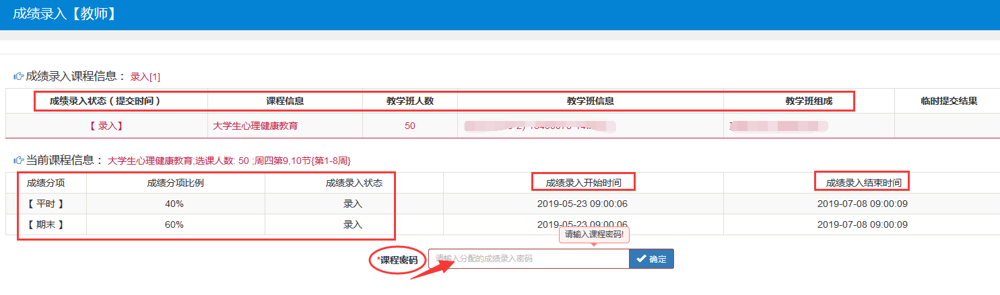 成绩录入【教师】
成绩录入课程信息： 录入[1]
成绩录入状态（提交时间） 课程信息 教学班人数 教学班信息 教学班组成 临时提交结果
【 录入】 大学生心理健康教育 50
当前课程信息： 大学生心理健康教育;选课人数: 50 ;周四第9,10节{第1-8周}
成绩分项 成绩分项比例 成绩录入状态 成绩录入开始时间 成绩录入结束时间
【 平时 】 40% 录入 2019-05-23 09:00:06 2019-07-08 09:00:09
【 期末 】 60% 录入 2019-05-23 09:00:06 2019-07-08 09:00:09
请输入课程密码!
*课程密码 请输入分配的成绩录入密码 确定